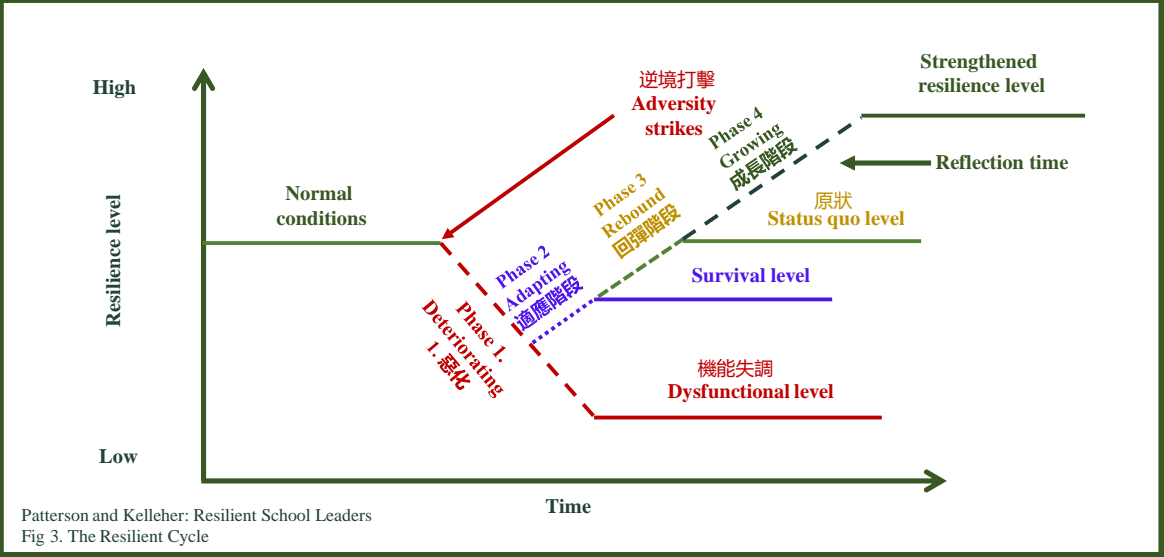 High
Resilience level
Low
Normal
conditions
逆境打擊
Adversity
strikes
Phase 1.
Deteriorating
1. 惡化
Phase 2
Adapting
適應階段
Phase 3
Rebound
回彈階段
Phase 4
Growing
成長階段
Strengthened
resilience level
Reflection time
原狀
Status quo level
Survival level
機能失調
Dysfunctional level
Time
Patterson and Kelleher: Resilient School Leaders
Fig 3. The Resilient Cycle